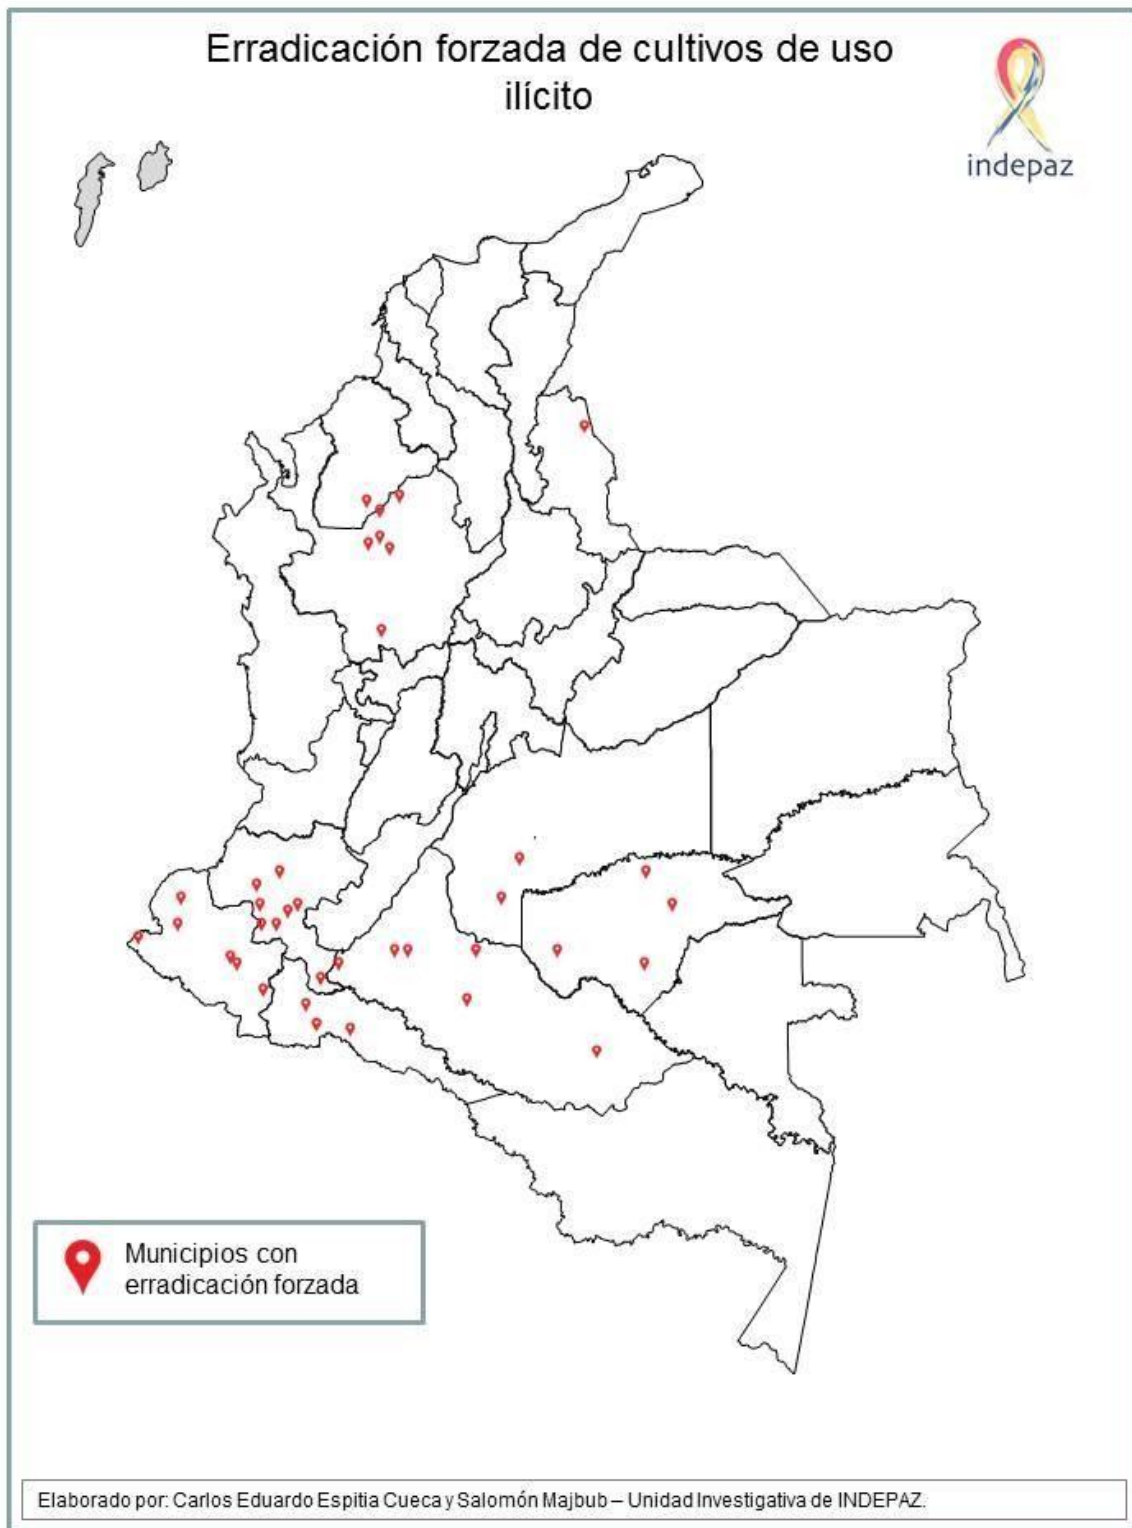 Erradicación forzada de cultivos de uso
ilícito
indepaz
Municipios con
erradicación forzada
Elaborado por: Carlos Eduardo Espitia Cueca y Salomón Majbub – Unidad Investigativa de INDEPAZ.